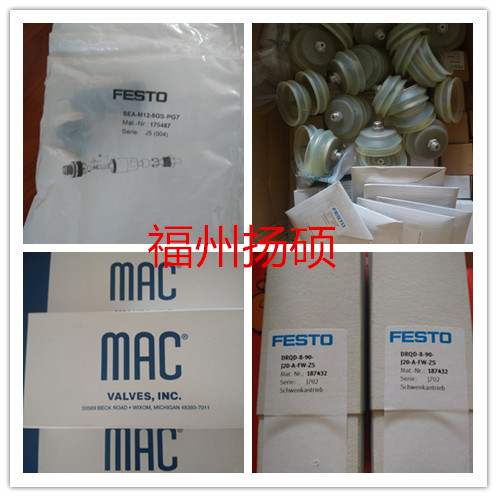 FESTO
SEA-M12-5GS-PG7
Mat.-Nr.: 175487
Serie: J5 (004)
FESTO
福州扬硕
MAC
MAC®
VALVES, INC.
30569 BECK ROAD • WIXOM, MICHIGAN 48393-7011
MAC
FESTO
DRQD-8-90-
J20-A-FW-ZS
Mat.-Nr.: 187432
Serie: J702
Schwenkantrieb
FESTO
DRQD-8-90-
J20-A-FW-ZS
Mat.-Nr.: 187432
Serie: J702
Schwenkantrieb